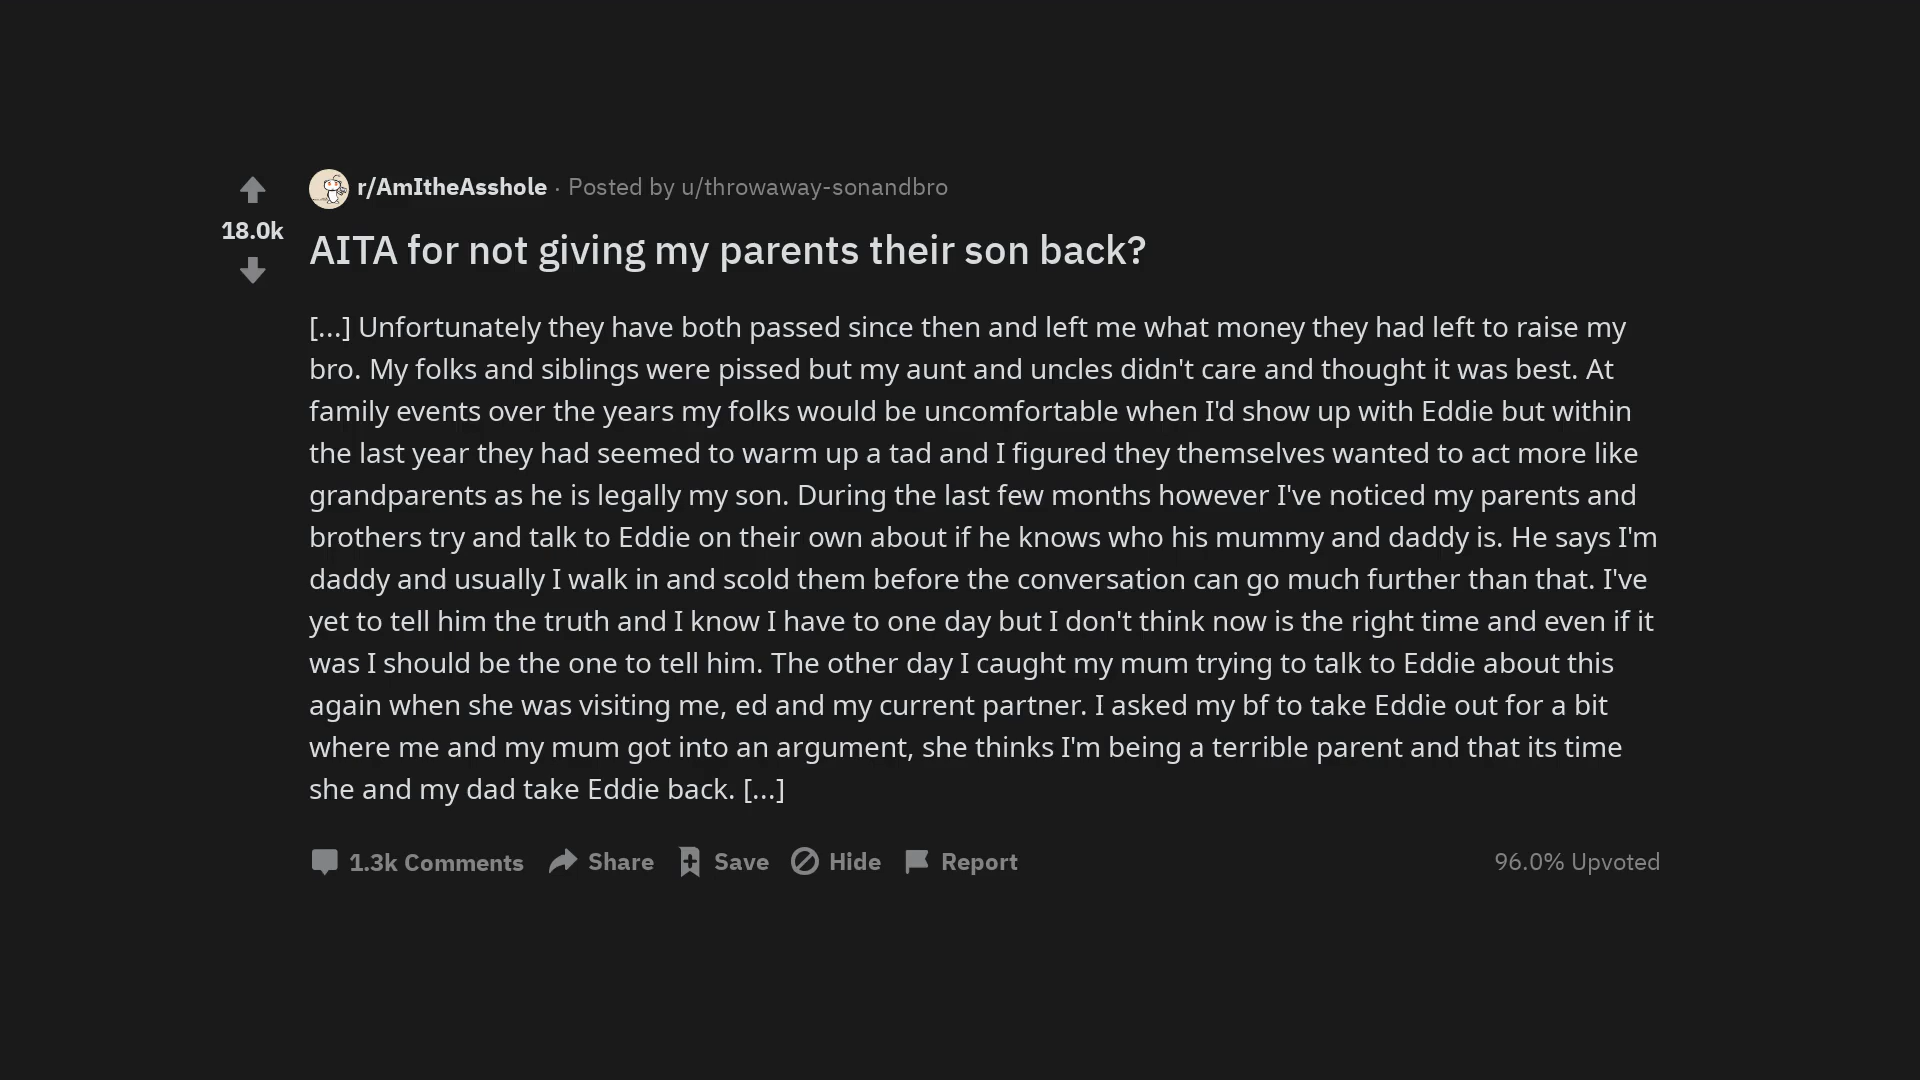 r/AmItheAsshole · Posted by u/throwaway-sonandbro
18.0k
AITA for not giving my parents their son back?
[...] Unfortunately they have both passed since then and left me what money they had left to raise my
bro. My folks and siblings were pissed but my aunt and uncles didn't care and thought it was best. At
family events over the years my folks would be uncomfortable when I'd show up with Eddie but within
the last year they had seemed to warm up a tad and I figured they themselves wanted to act more like
grandparents as he is legally my son. During the last few months however I've noticed my parents and
brothers try and talk to Eddie on their own about if he knows who his mummy and daddy is. He says I'm
daddy and usually I walk in and scold them before the conversation can go much further than that. I've
yet to tell him the truth and I know I have to one day but I don't think now is the right time and even if it
was I should be the one to tell him. The other day I caught my mum trying to talk to Eddie about this
again when she was visiting me, ed and my current partner. I asked my bf to take Eddie out for a bit
where me and my mum got into an argument, she thinks I'm being a terrible parent and that its time
she and my dad take Eddie back. [...]
1.3k Comments Share Save Hide Report 96.0% Upvoted